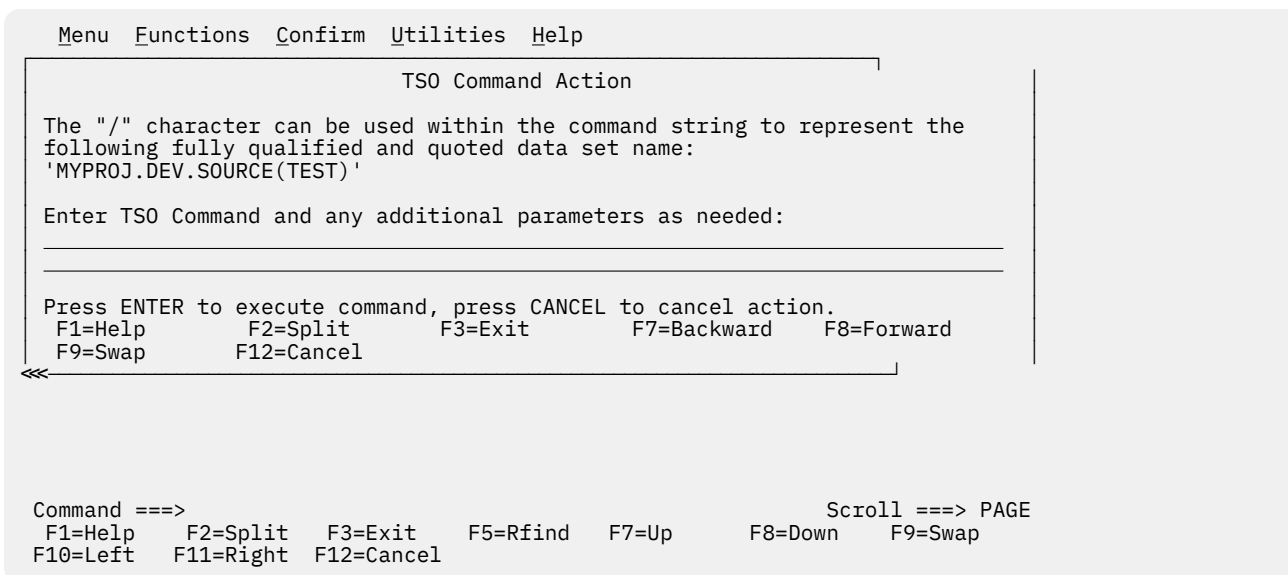 Menu Functions Confirm Utilities Help
TSO Command Action
The "/" character can be used within the command string to represent the
following fully qualified and quoted data set name:
'MYPROJ.DEV.SOURCE(TEST)'
Enter TSO Command and any additional parameters as needed:
Press ENTER to execute command, press CANCEL to cancel action.
F1=Help F2=Split F3=Exit F7=Backward F8=Forward
F9=Swap F12=Cancel
<<<
Command ===> Scroll ===> PAGE
F1=Help F2=Split F3=Exit F5=Rfind F7=Up F8=Down F9=Swap
F10=Left F11=Right F12=Cancel